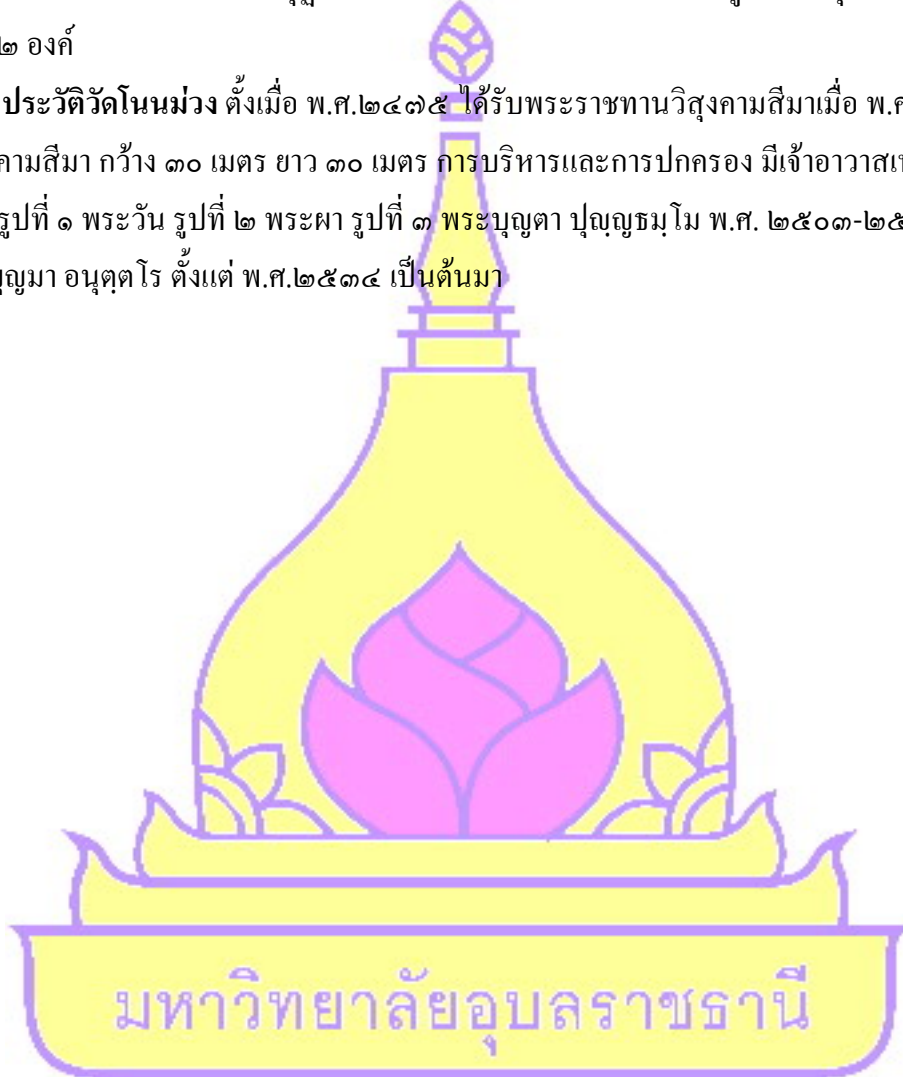 ๒ องค์
ประวัติวัดโนนม่วง ตั้งเมื่อ พ.ศ.๒๔๗๕ ได้รับพระราชทานวิสุงคามสีมาเมื่อ พ.ศ
คามสีมา กว้าง ๓๐ เมตร ยาว ๓๐ เมตร การบริหารและการปกครอง มีเจ้าอาวาสเท
รูปที่ ๑ พระวัน รูปที่ ๒ พระผา รูปที่ ๓ พระบุญตา ปุญฺญธมฺโม พ.ศ. ๒๕๐๓-๒๕
ญมา อนุตฺตโร ตั้งแต่ พ.ศ.๒๕๓๔ เป็นต้นมา
มหาวิทยาลัยอุบลราชธานี